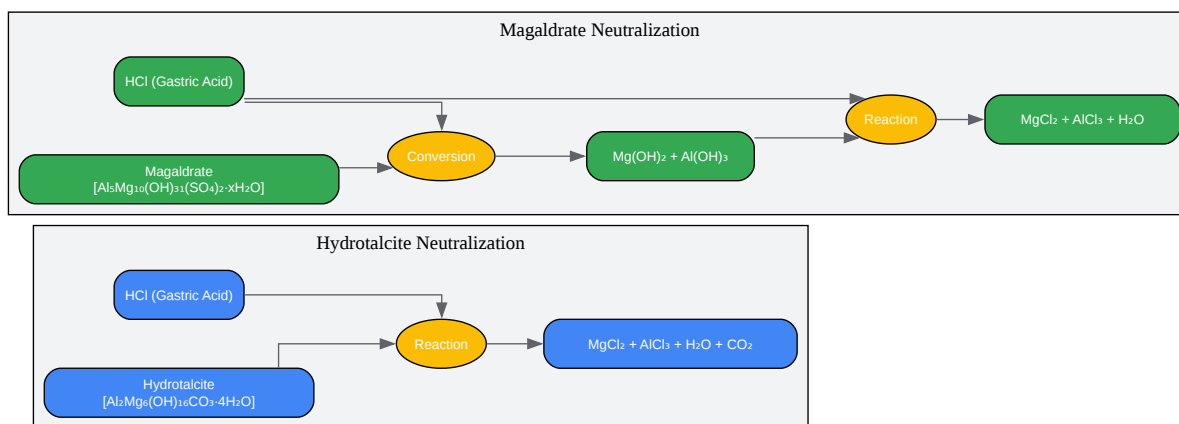 Magaldrate Neutralization
HCl (Gastric Acid)
Reaction
MgCl₂ + AlCl₃ + H₂O
Conversion
Mg(OH)₂ + Al(OH)₃
Magaldrate
[Al₅Mg₁₀(OH)₃₁(SO₄)₂·xH₂O]
Hydrotalcite Neutralization
HCl (Gastric Acid)
Reaction
MgCl₂ + AlCl₃ + H₂O + CO₂
Hydrotalcite
[Al₂Mg₆(OH)₁₆CO₃·4H₂O]